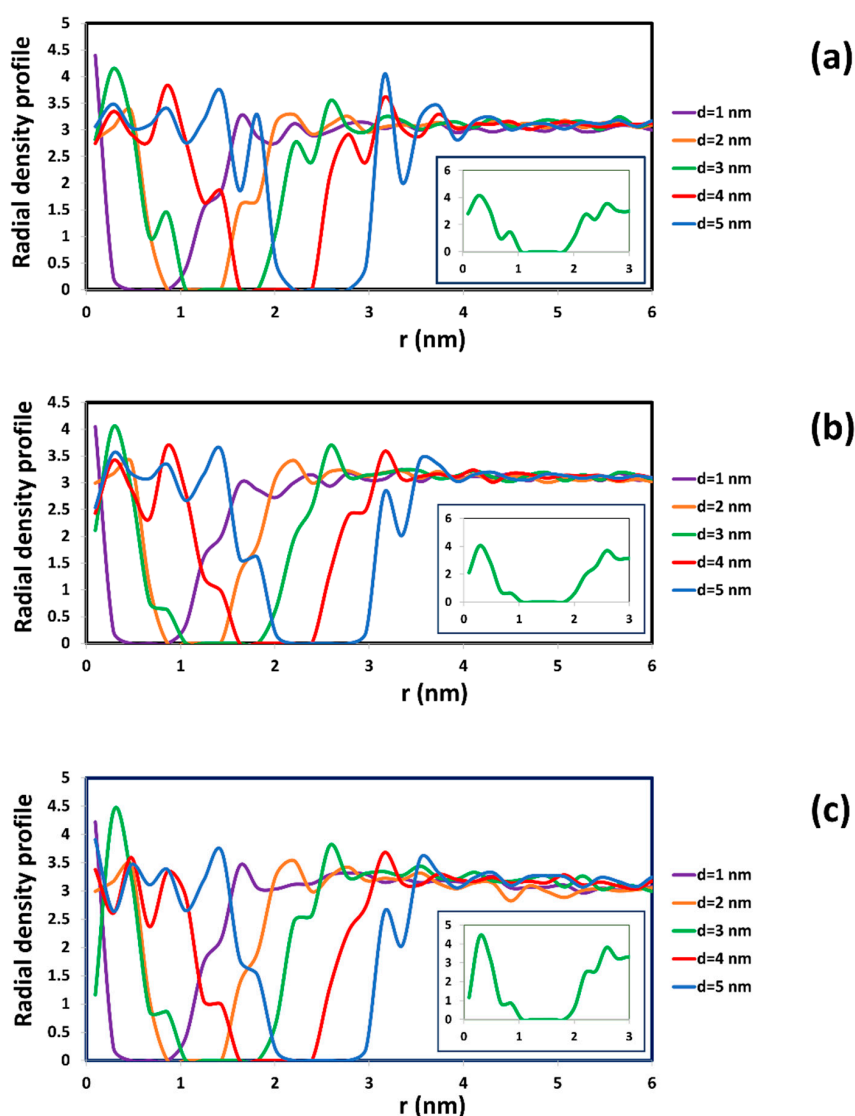 (a)
Radial density profile
5
4.5
4
3.5
3
2.5
2
1.5
1
0.5
0
0 1 2 3 4 5 6
r (nm)
d=1 nm
d=2 nm
d=3 nm
d=4 nm
d=5 nm
6
4
2
0
0 1 2 3
(b)
Radial density profile
4.5
4
3.5
3
2.5
2
1.5
1
0.5
0
0 1 2 3 4 5 6
r (nm)
d=1 nm
d=2 nm
d=3 nm
d=4 nm
d=5 nm
6
4
2
0
0 1 2 3
(c)
Radial density profile
5
4.5
4
3.5
3
2.5
2
1.5
1
0.5
0
0 1 2 3 4 5 6
r (nm)
d=1 nm
d=2 nm
d=3 nm
d=4 nm
d=5 nm
5
4
3
2
1
0
0 1 2 3